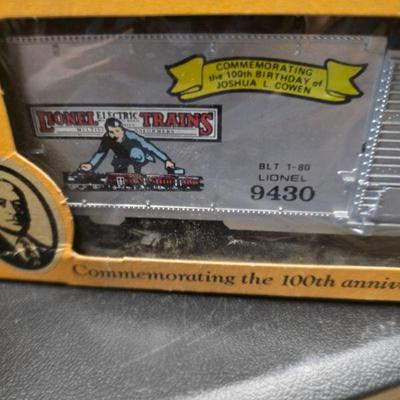 COMMEMORATING
the 100th BIRTHDAY of
JOSHUA L. COWEN
LIONEL ELECTRIC TRAINS
BLT 1-80
LIONEL
9430
Commemorating the 100th anniv